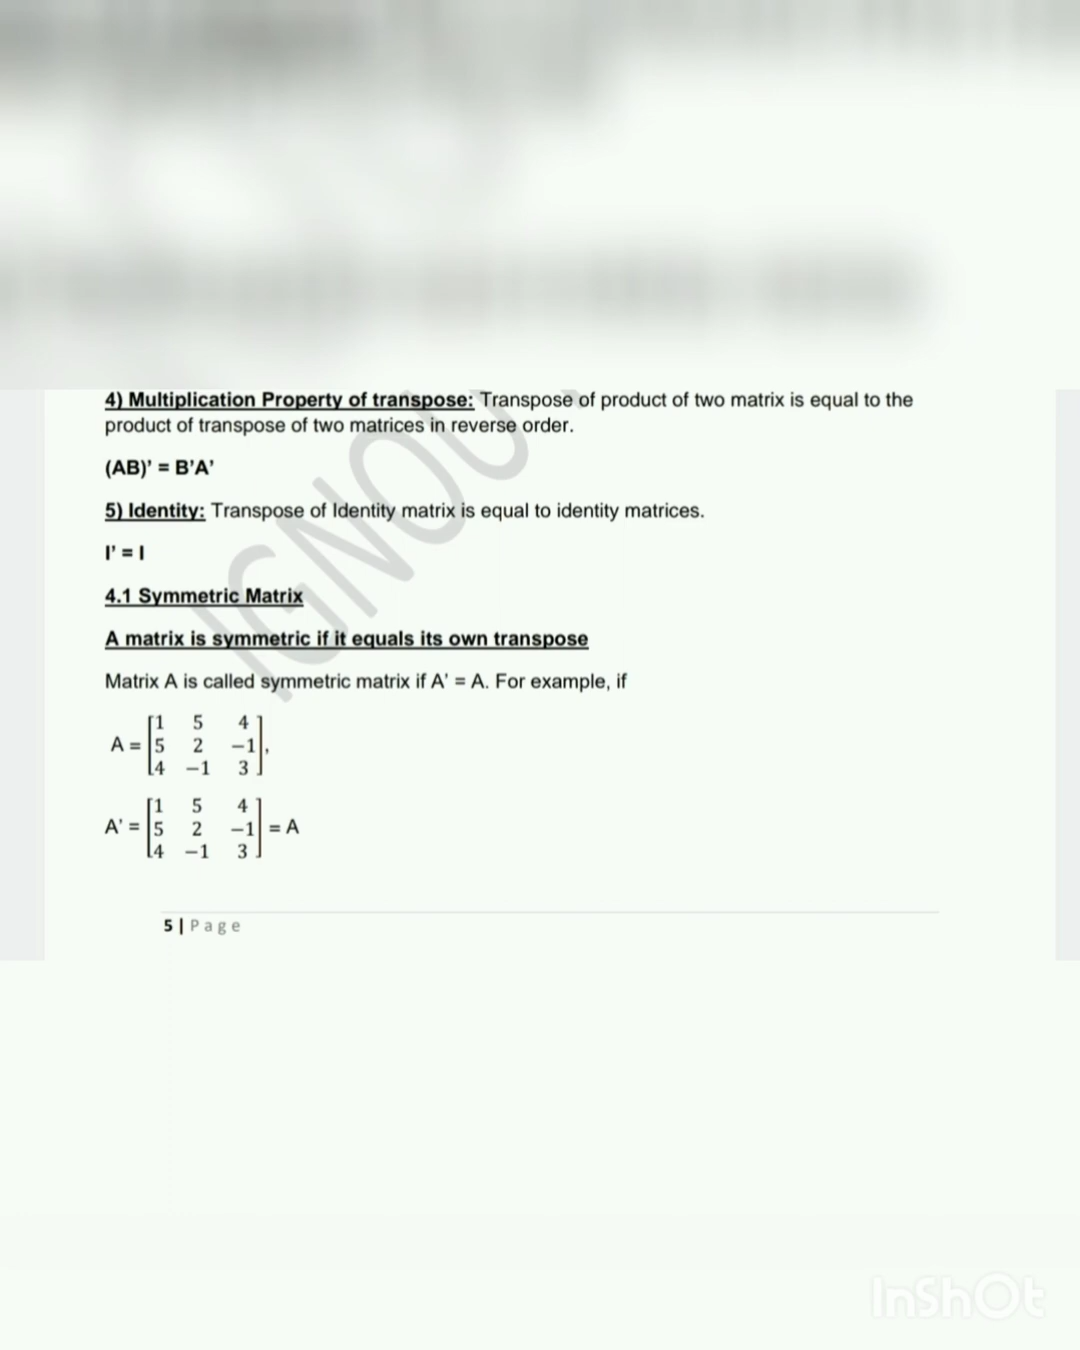 4) Multiplication Property of transpose: Transpose of product of two matrix is equal to the
product of transpose of two matrices in reverse order.
(AB)' = B'A'
5) Identity: Transpose of Identity matrix is equal to identity matrices.
I' = I
4.1 Symmetric Matrix
A matrix is symmetric if it equals its own transpose
Matrix A is called symmetric matrix if A' = A. For example, if
A = [1 5 4
5 2 −1
4 −1 3],
A' = [1 5 4
5 2 −1
4 −1 3] = A
5 | Page
IGNOU
InShOt